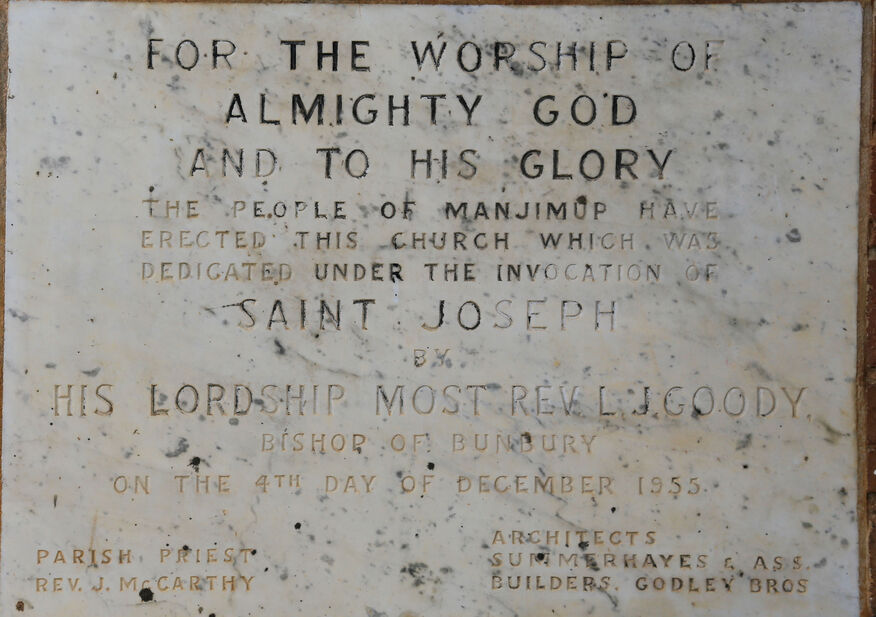 FOR THE WORSHIP OF
ALMIGHTY GOD
AND TO HIS GLORY
THE PEOPLE OF MANJIMUP HAVE
ERECTED THIS CHURCH WHICH WAS
DEDICATED UNDER THE INVOCATION OF
SAINT JOSEPH
BY
HIS LORDSHIP MOST REV. L.J. GOODY,
BISHOP OF BUNBURY
ON THE 4TH DAY OF DECEMBER 1955.
PARISH PRIEST
REV. J. McCARTHY
ARCHITECTS
SUMMERHAYES & ASS.
BUILDERS. GODLEY BROS